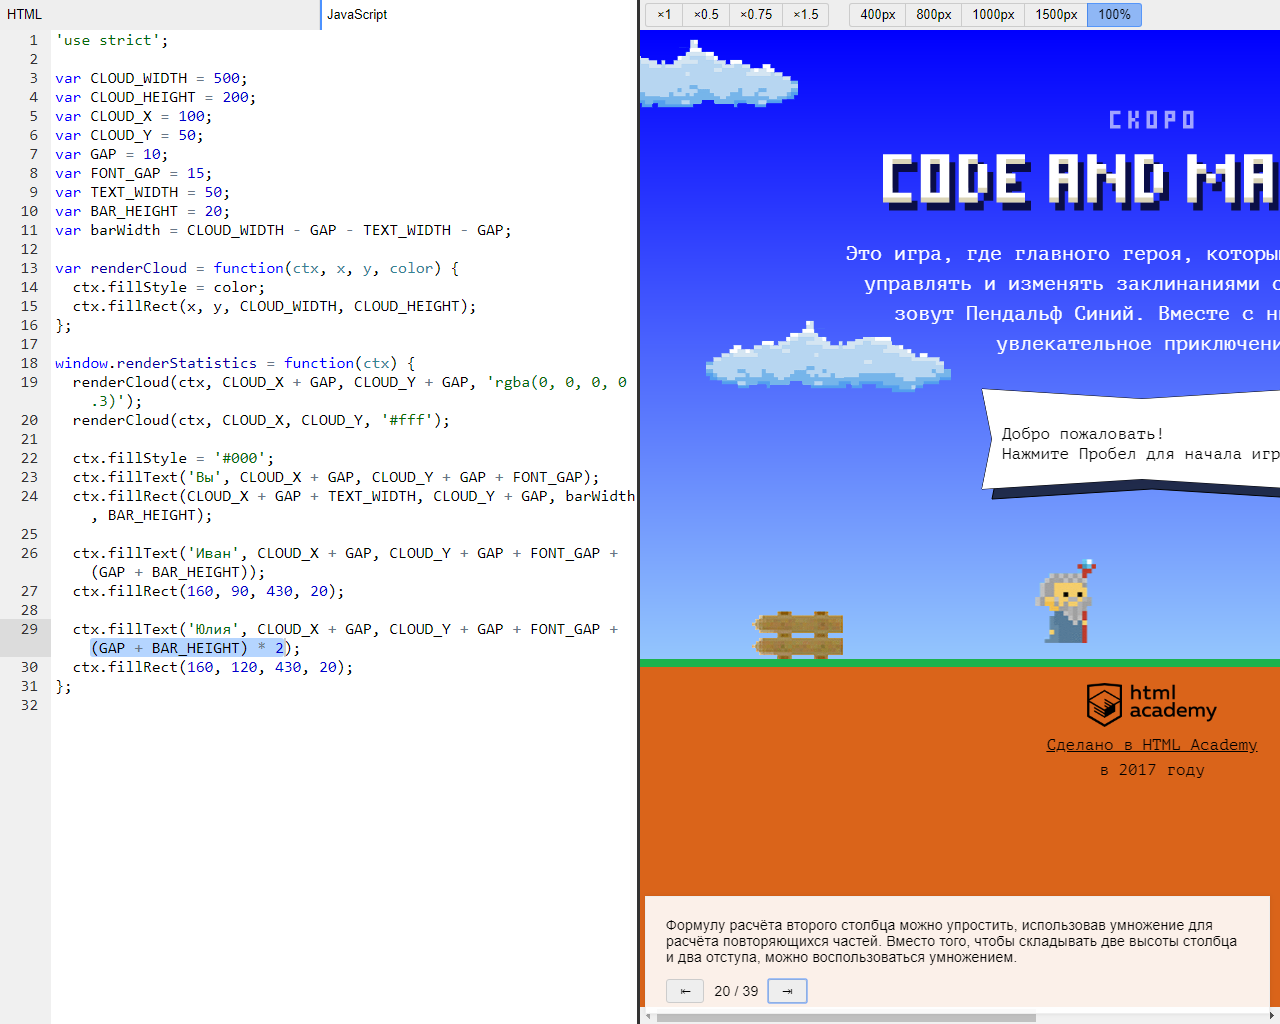 HTML
JavaScript
1 'use strict';
2
3 var CLOUD_WIDTH = 500;
4 var CLOUD_HEIGHT = 200;
5 var CLOUD_X = 100;
6 var CLOUD_Y = 50;
7 var GAP = 10;
8 var FONT_GAP = 15;
9 var TEXT_WIDTH = 50;
10 var BAR_HEIGHT = 20;
11 var barWidth = CLOUD_WIDTH - GAP - TEXT_WIDTH - GAP;
12
13 var renderCloud = function(ctx, x, y, color) {
14 ctx.fillStyle = color;
15 ctx.fillRect(x, y, CLOUD_WIDTH, CLOUD_HEIGHT);
16 };
17
18 window.renderStatistics = function(ctx) {
19 renderCloud(ctx, CLOUD_X + GAP, CLOUD_Y + GAP, 'rgba(0, 0, 0, 0
.3)');
20 renderCloud(ctx, CLOUD_X, CLOUD_Y, '#fff');
21
22 ctx.fillStyle = '#000';
23 ctx.fillText('Вы', CLOUD_X + GAP, CLOUD_Y + GAP + FONT_GAP);
24 ctx.fillRect(CLOUD_X + GAP + TEXT_WIDTH, CLOUD_Y + GAP, barWidth
, BAR_HEIGHT);
25
26 ctx.fillText('Иван', CLOUD_X + GAP, CLOUD_Y + GAP + FONT_GAP +
(GAP + BAR_HEIGHT));
27 ctx.fillRect(160, 90, 430, 20);
28
29 ctx.fillText('Юлия', CLOUD_X + GAP, CLOUD_Y + GAP + FONT_GAP +
(GAP + BAR_HEIGHT) * 2);
30 ctx.fillRect(160, 120, 430, 20);
31 };
32
×1 ×0.5 ×0.75 ×1.5 400px 800px 1000px 1500px 100%
СКОРО
CODE AND MA
Это игра, где главного героя, которы
управлять и изменять заклинаниями с
зовут Пендальф Синий. Вместе с н
увлекательное приключени
Добро пожаловать!
Нажмите Пробел для начала игр
html
academy
Сделано в HTML Academy
в 2017 году
Формулу расчёта второго столбца можно упростить, использовав умножение для
расчёта повторяющихся частей. Вместо того, чтобы складывать две высоты столбца
и два отступа, можно воспользоваться умножением.
⇤ 20 / 39 ⇥